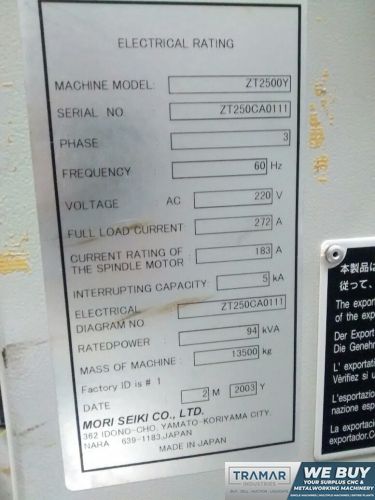 ELECTRICAL RATING
MACHINE MODEL: ZT2500Y
SERIAL NO ZT250CA0111
PHASE 3
FREQUENCY 60 Hz
VOLTAGE AC 220 V
FULL LOAD CURRENT: 272 A
CURRENT RATING OF
THE SPINDLE MOTOR 183 A
INTERRUPTING CAPACITY: 5 kA
ELECTRICAL
DIAGRAM NO ZT250CA0111
RATEDPOWER 94 kVA
MASS OF MACHINE 13500 kg
Factory ID is # 1
DATE 2 M 2003 Y
MORI SEIKI CO., LTD.
362 IDONO-CHO, YAMATO-KORIYAMA CITY,
NARA 639-1183,JAPAN
MADE IN JAPAN
本製品は
従って、
The export
of the exp
Der Export
Die Genehm
L' exportati
Vérifiez si u
L'esportazio
nazione espo
La exportació
exportador.Co
TRAMAR
INDUSTRIES
WE BUY
YOUR SURPLUS CNC &
METALWORKING MACHINERY